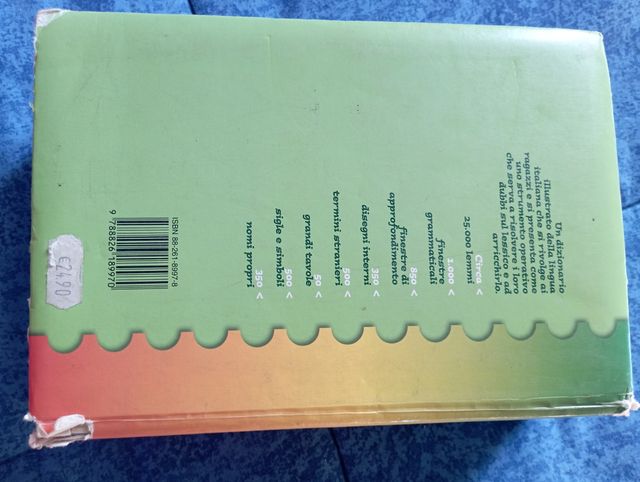 Un dizionario
illustrato della lingua
italiana che si rivolge ai
ragazzi e si presenta come
uno strumento operativo
che serva a risolvere i loro
dubbi sul lessico e ad
arricchirlo.
Circa <
25.000 lemmi
1.000 <
finestre
grammaticali
850 <
finestre di
approfondimento
350 <
disegni interni
500 <
termini stranieri
50 <
grandi tavole
500 <
sigle e simboli
350 <
nomi propri
ISBN 88-261-8997-8
9 788826 189970
€24.90